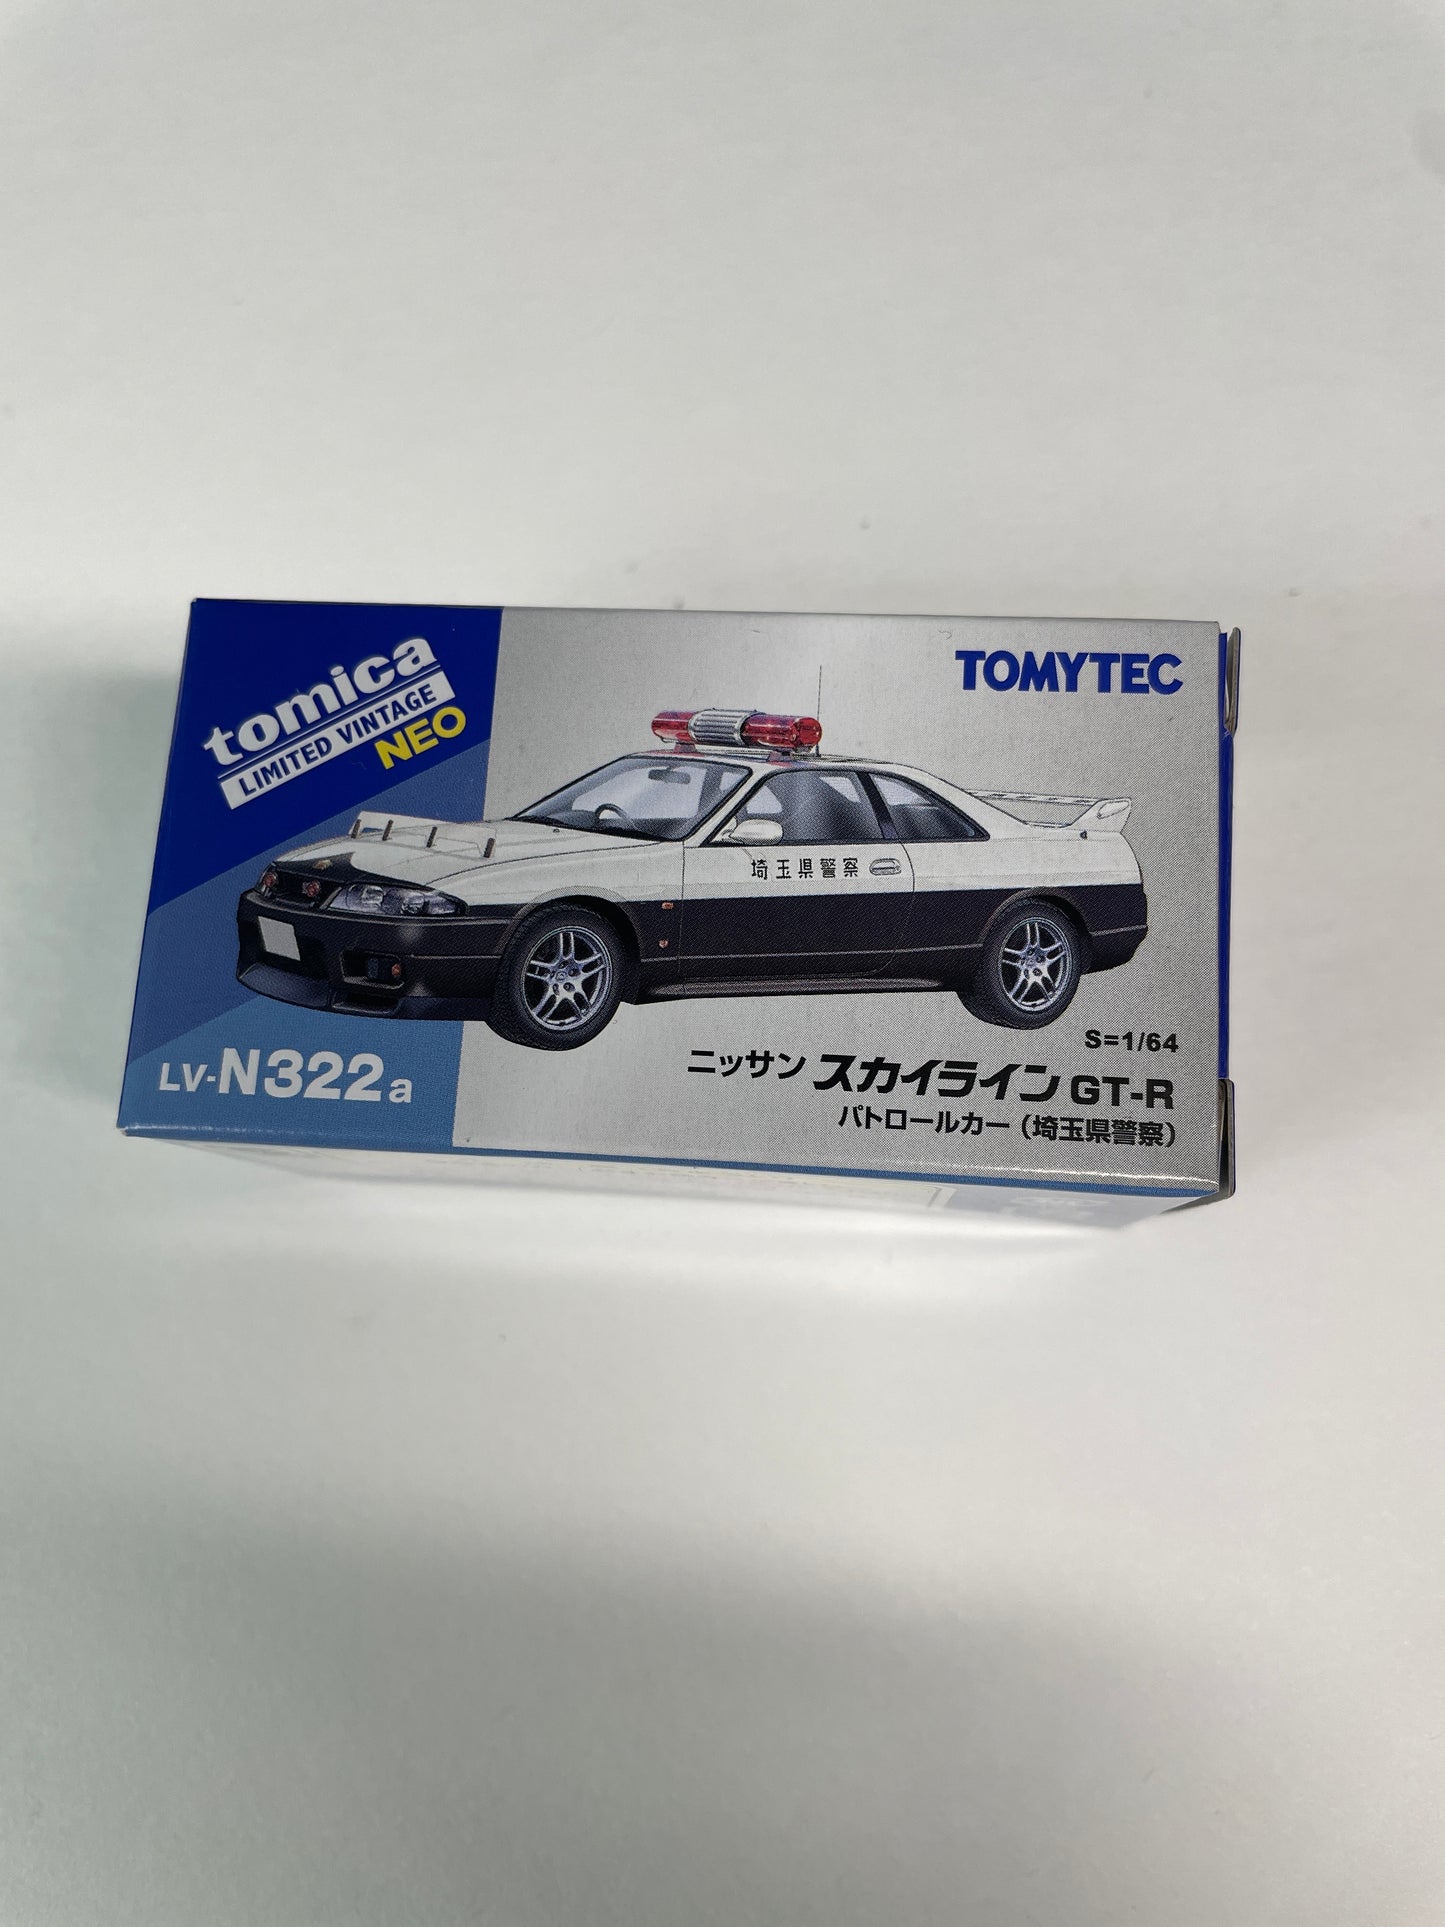 tomica
LIMITED VINTAGE
NEO
TOMYTEC
埼玉県警察
S=1/64
LV-N322a
ニッサン スカイライン GT-R
パトロールカー (埼玉県警察)